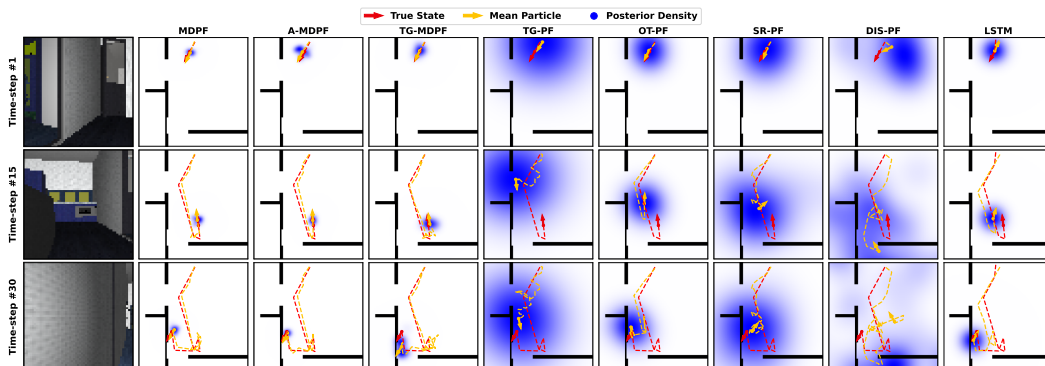 True State Mean Particle Posterior Density
MDPF A-MDPF TG-MDPF TG-PF OT-PF SR-PF DIS-PF LSTM
Time-step #1
Time-step #15
Time-step #30